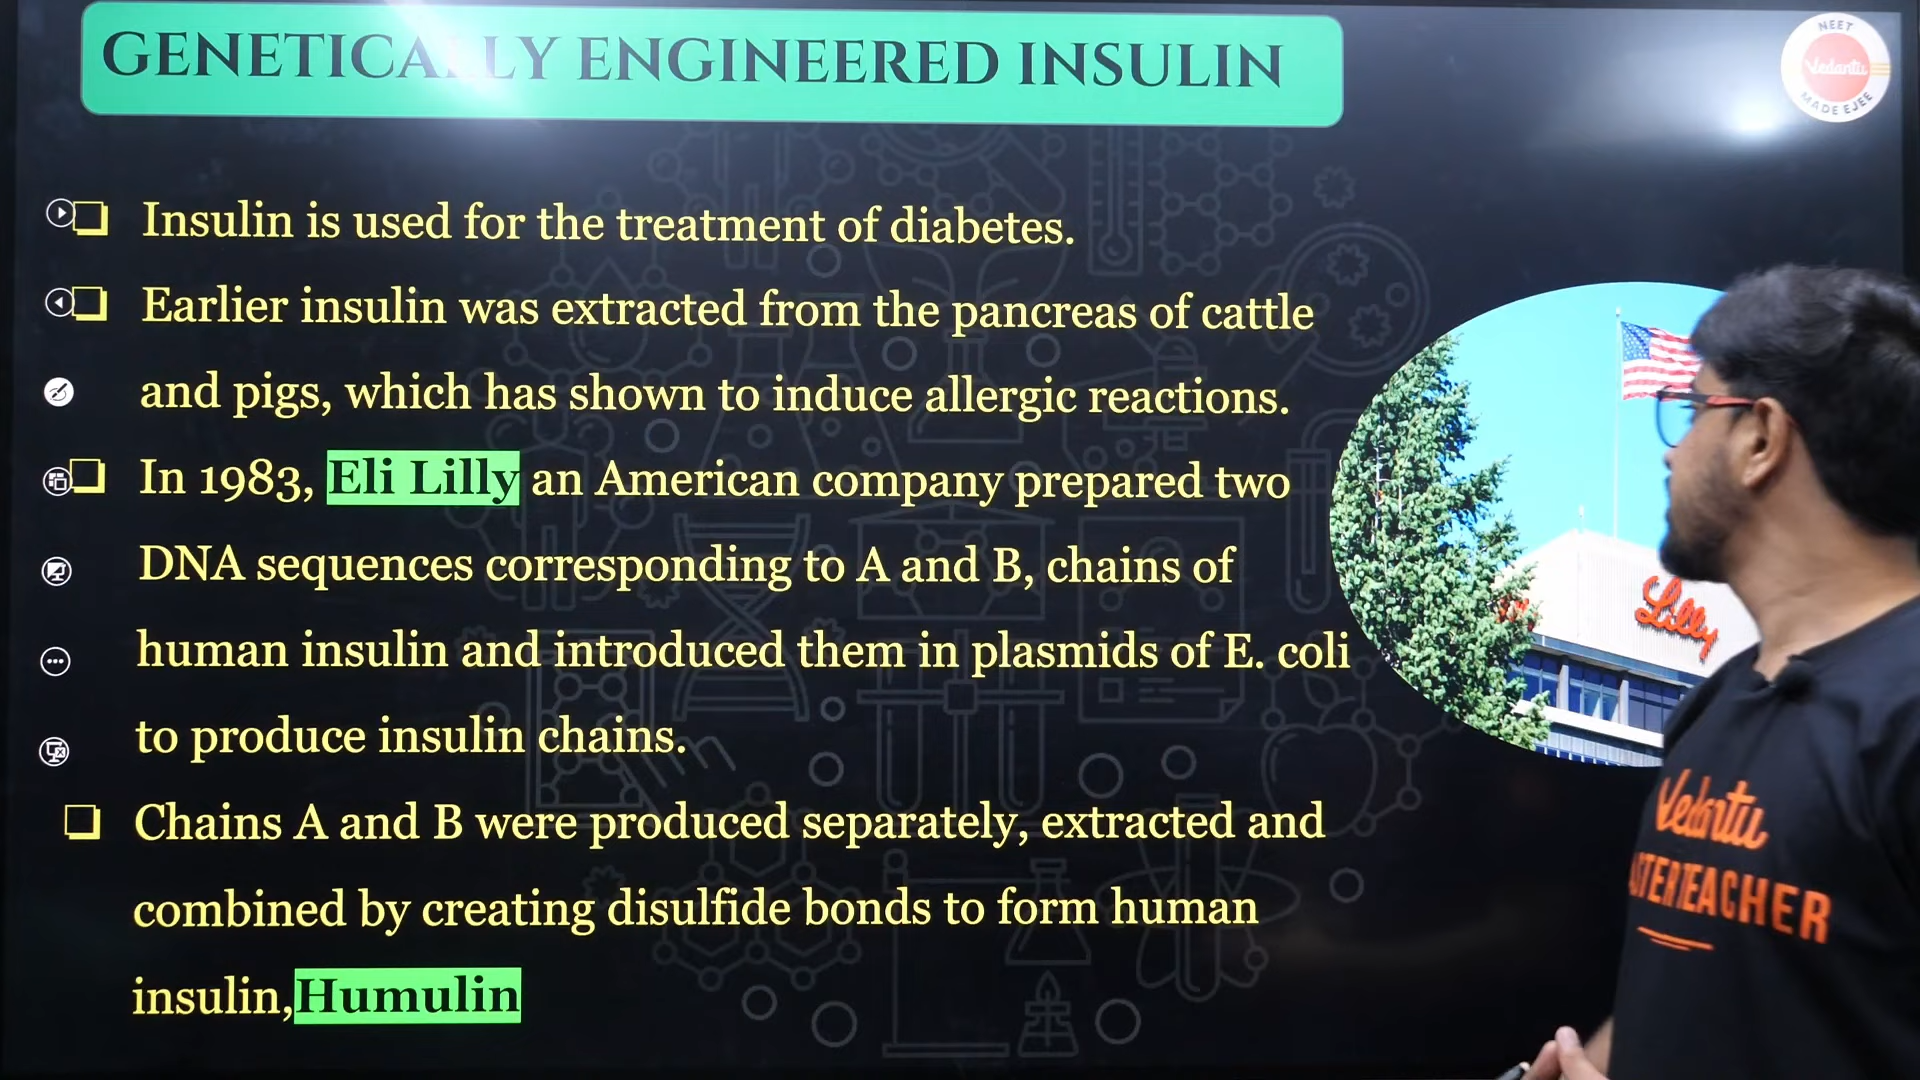 GENETICALLY ENGINEERED INSULIN
NEET
Vedantu
MADE EJEE
❑ Insulin is used for the treatment of diabetes.
❑ Earlier insulin was extracted from the pancreas of cattle
and pigs, which has shown to induce allergic reactions.
❑ In 1983, Eli Lilly an American company prepared two
DNA sequences corresponding to A and B, chains of
human insulin and introduced them in plasmids of E. coli
to produce insulin chains.
❑ Chains A and B were produced separately, extracted and
combined by creating disulfide bonds to form human
insulin,Humulin
Lilly
Vedantu
STERTEACHER